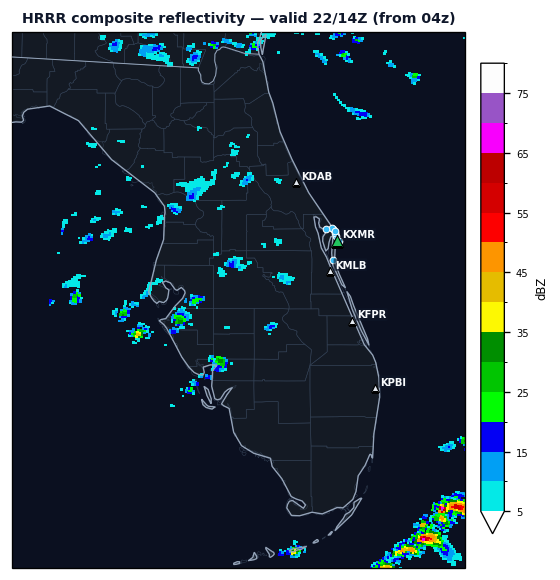 HRRR composite reflectivity — valid 22/14Z (from 04z)
KDAB
KXMR
KMLB
KFPR
KPBI
75
65
55
45
35
25
15
5
dBZ